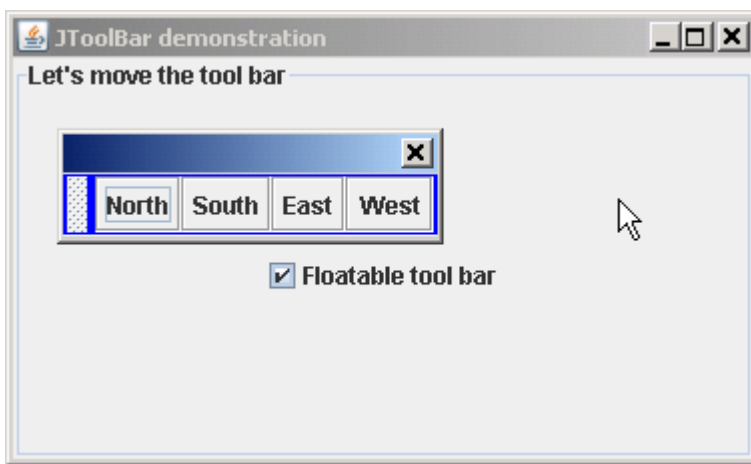 JToolBar demonstration
Let's move the tool bar
North South East West
Floatable tool bar